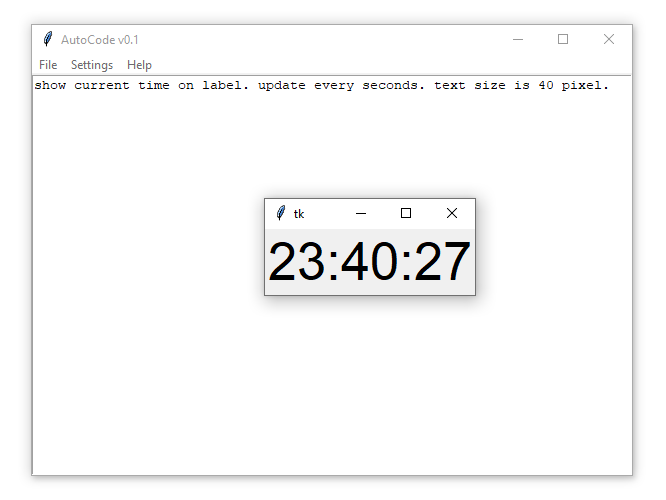 AutoCode v0.1
File Settings Help
show current time on label. update every seconds. text size is 40 pixel.
tk
23:40:27